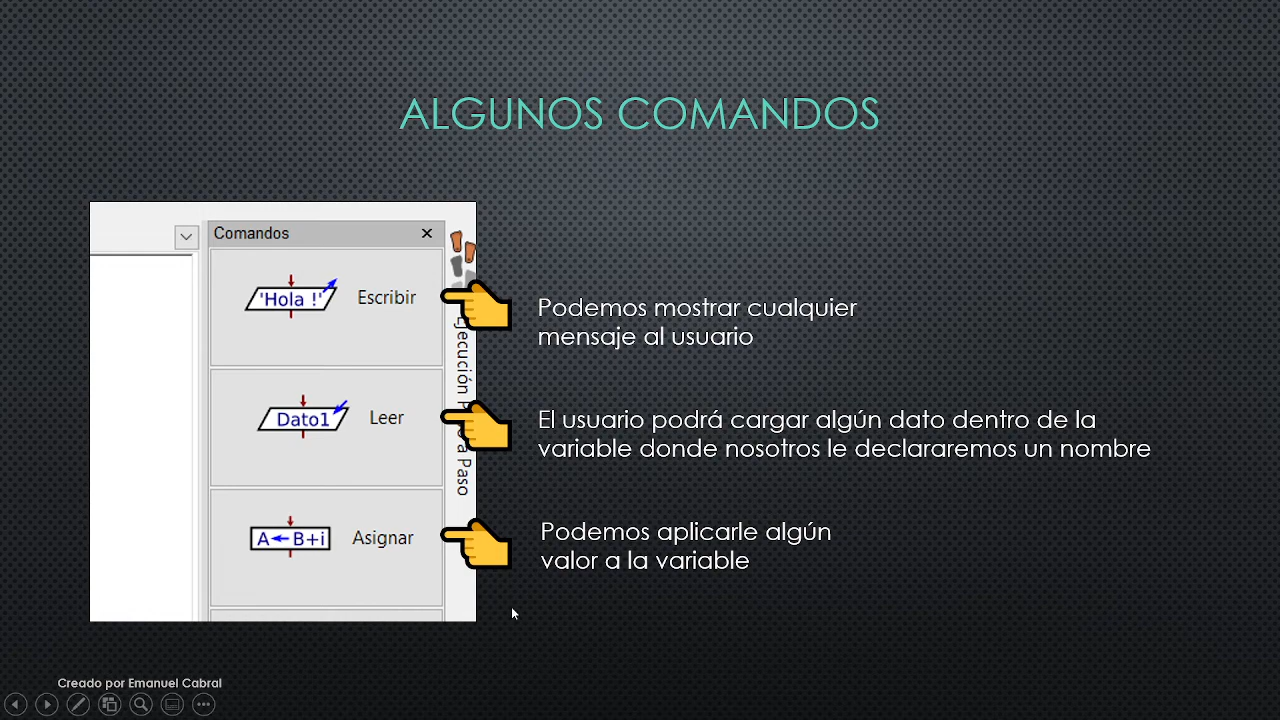 ALGUNOS COMANDOS
Comandos
'Hola !'
Escribir
Podemos mostrar cualquier
mensaje al usuario
Dato1
Leer
El usuario podrá cargar algún dato dentro de la
variable donde nosotros le declararemos un nombre
A B+i
Asignar
Podemos aplicarle algún
valor a la variable
Ejecución P o a Paso
Creado por Emanuel Cabral